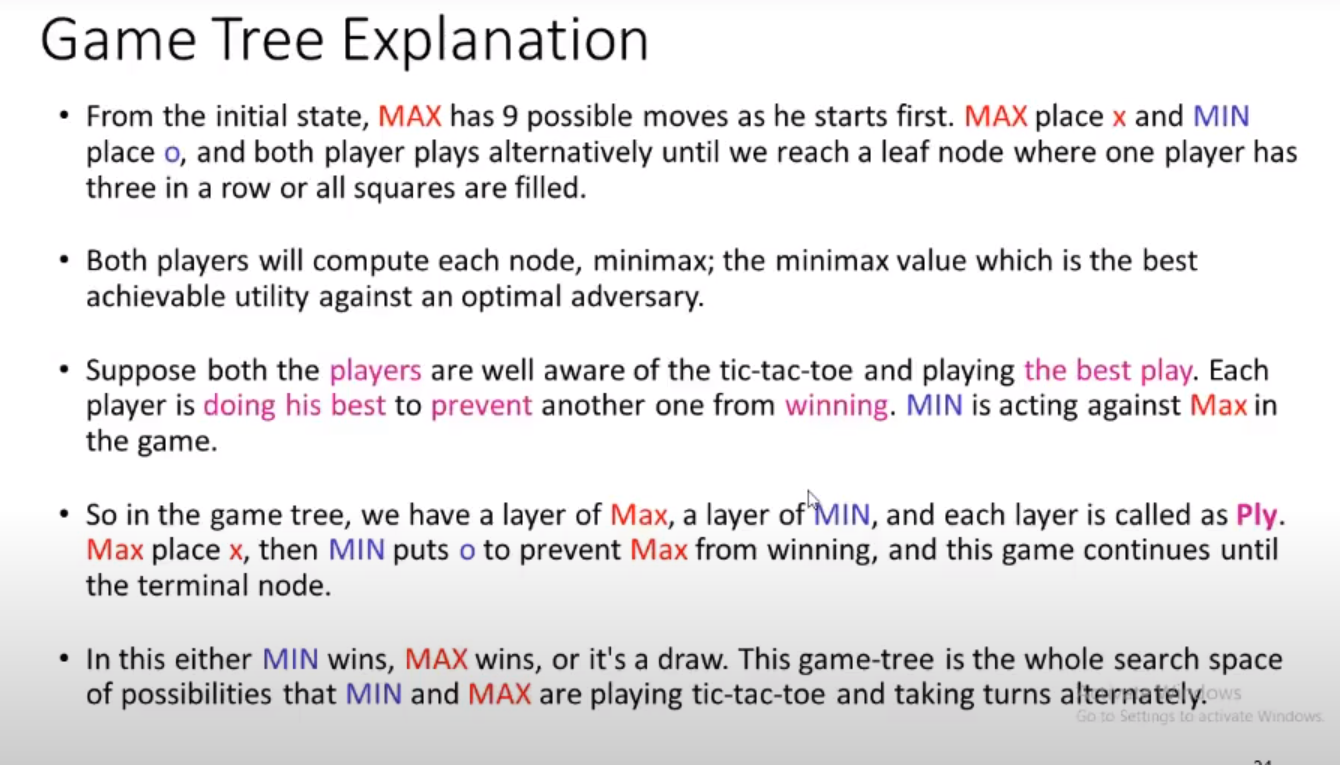 Game Tree Explanation
• From the initial state, MAX has 9 possible moves as he starts first. MAX place x and MIN
place o, and both player plays alternatively until we reach a leaf node where one player has
three in a row or all squares are filled.
• Both players will compute each node, minimax; the minimax value which is the best
achievable utility against an optimal adversary.
• Suppose both the players are well aware of the tic-tac-toe and playing the best play. Each
player is doing his best to prevent another one from winning. MIN is acting against Max in
the game.
• So in the game tree, we have a layer of Max, a layer of MIN, and each layer is called as Ply.
Max place x, then MIN puts o to prevent Max from winning, and this game continues until
the terminal node.
• In this either MIN wins, MAX wins, or it's a draw. This game-tree is the whole search space
of possibilities that MIN and MAX are playing tic-tac-toe and taking turns alternately.
Activate Windows
Go to Settings to activate Windows.